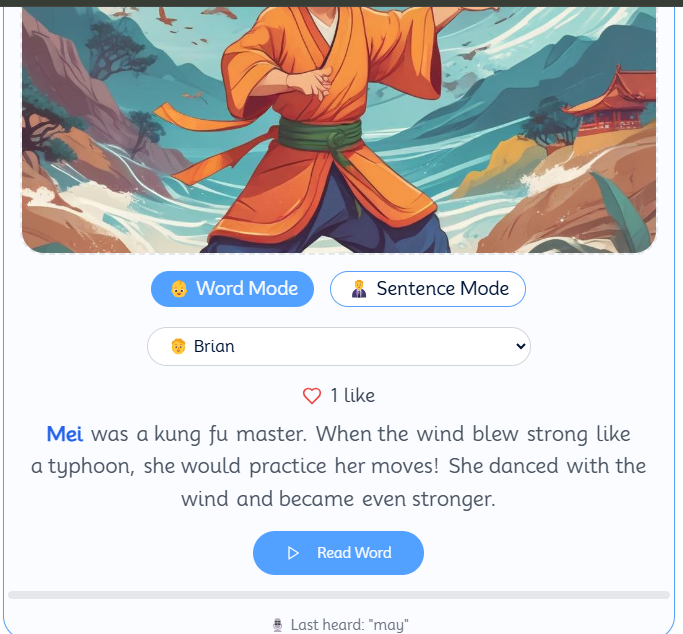 👶 Word Mode 👨‍💼 Sentence Mode
👦 Brian
1 like
Mei was a kung fu master. When the wind blew strong like
a typhoon, she would practice her moves! She danced with the
wind and became even stronger.
Read Word
🎙️ Last heard: "may"